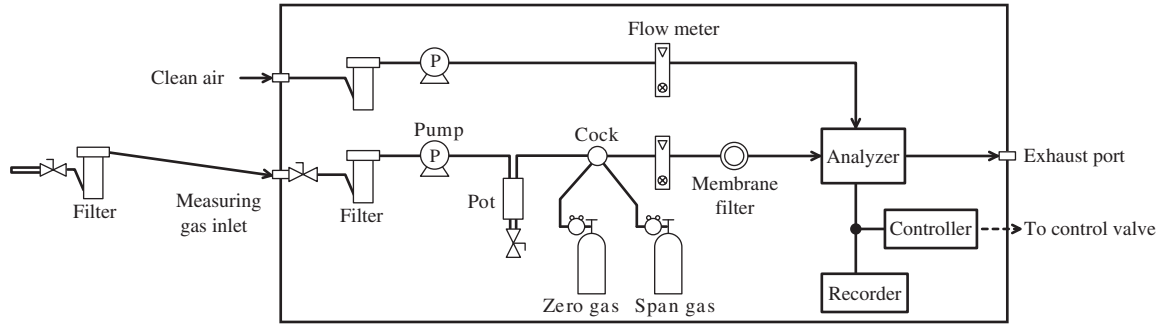 Flow meter
Clean air
P
Pump
P
Cock
Analyzer
Exhaust port
Filter
Measuring
gas inlet
Filter
Pot
Membrane
filter
Controller
To control valve
Zero gas
Span gas
Recorder